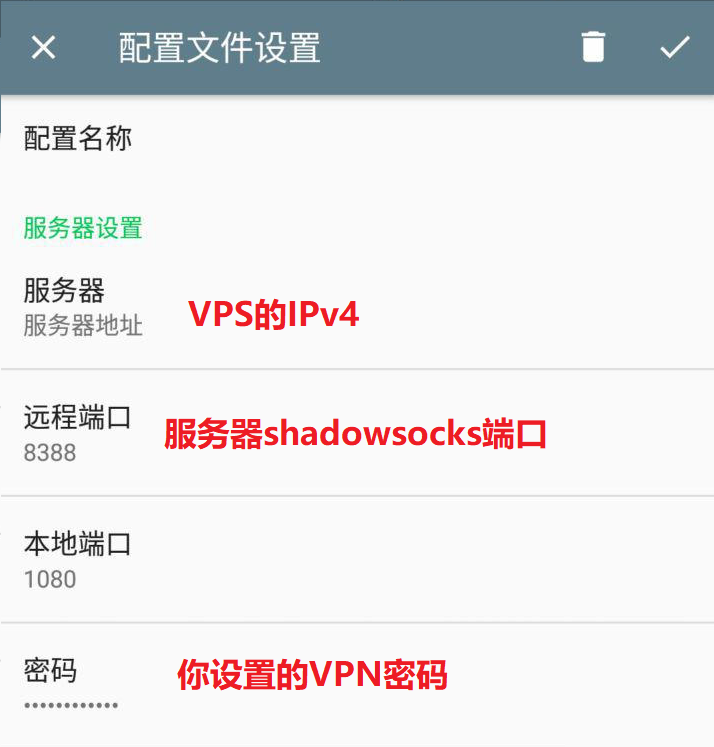 配置文件设置
配置名称
服务器设置
服务器
服务器地址
VPS的IPv4
远程端口
8388
服务器shadowsocks端口
本地端口
1080
密码
••••••••••••
你设置的VPN密码